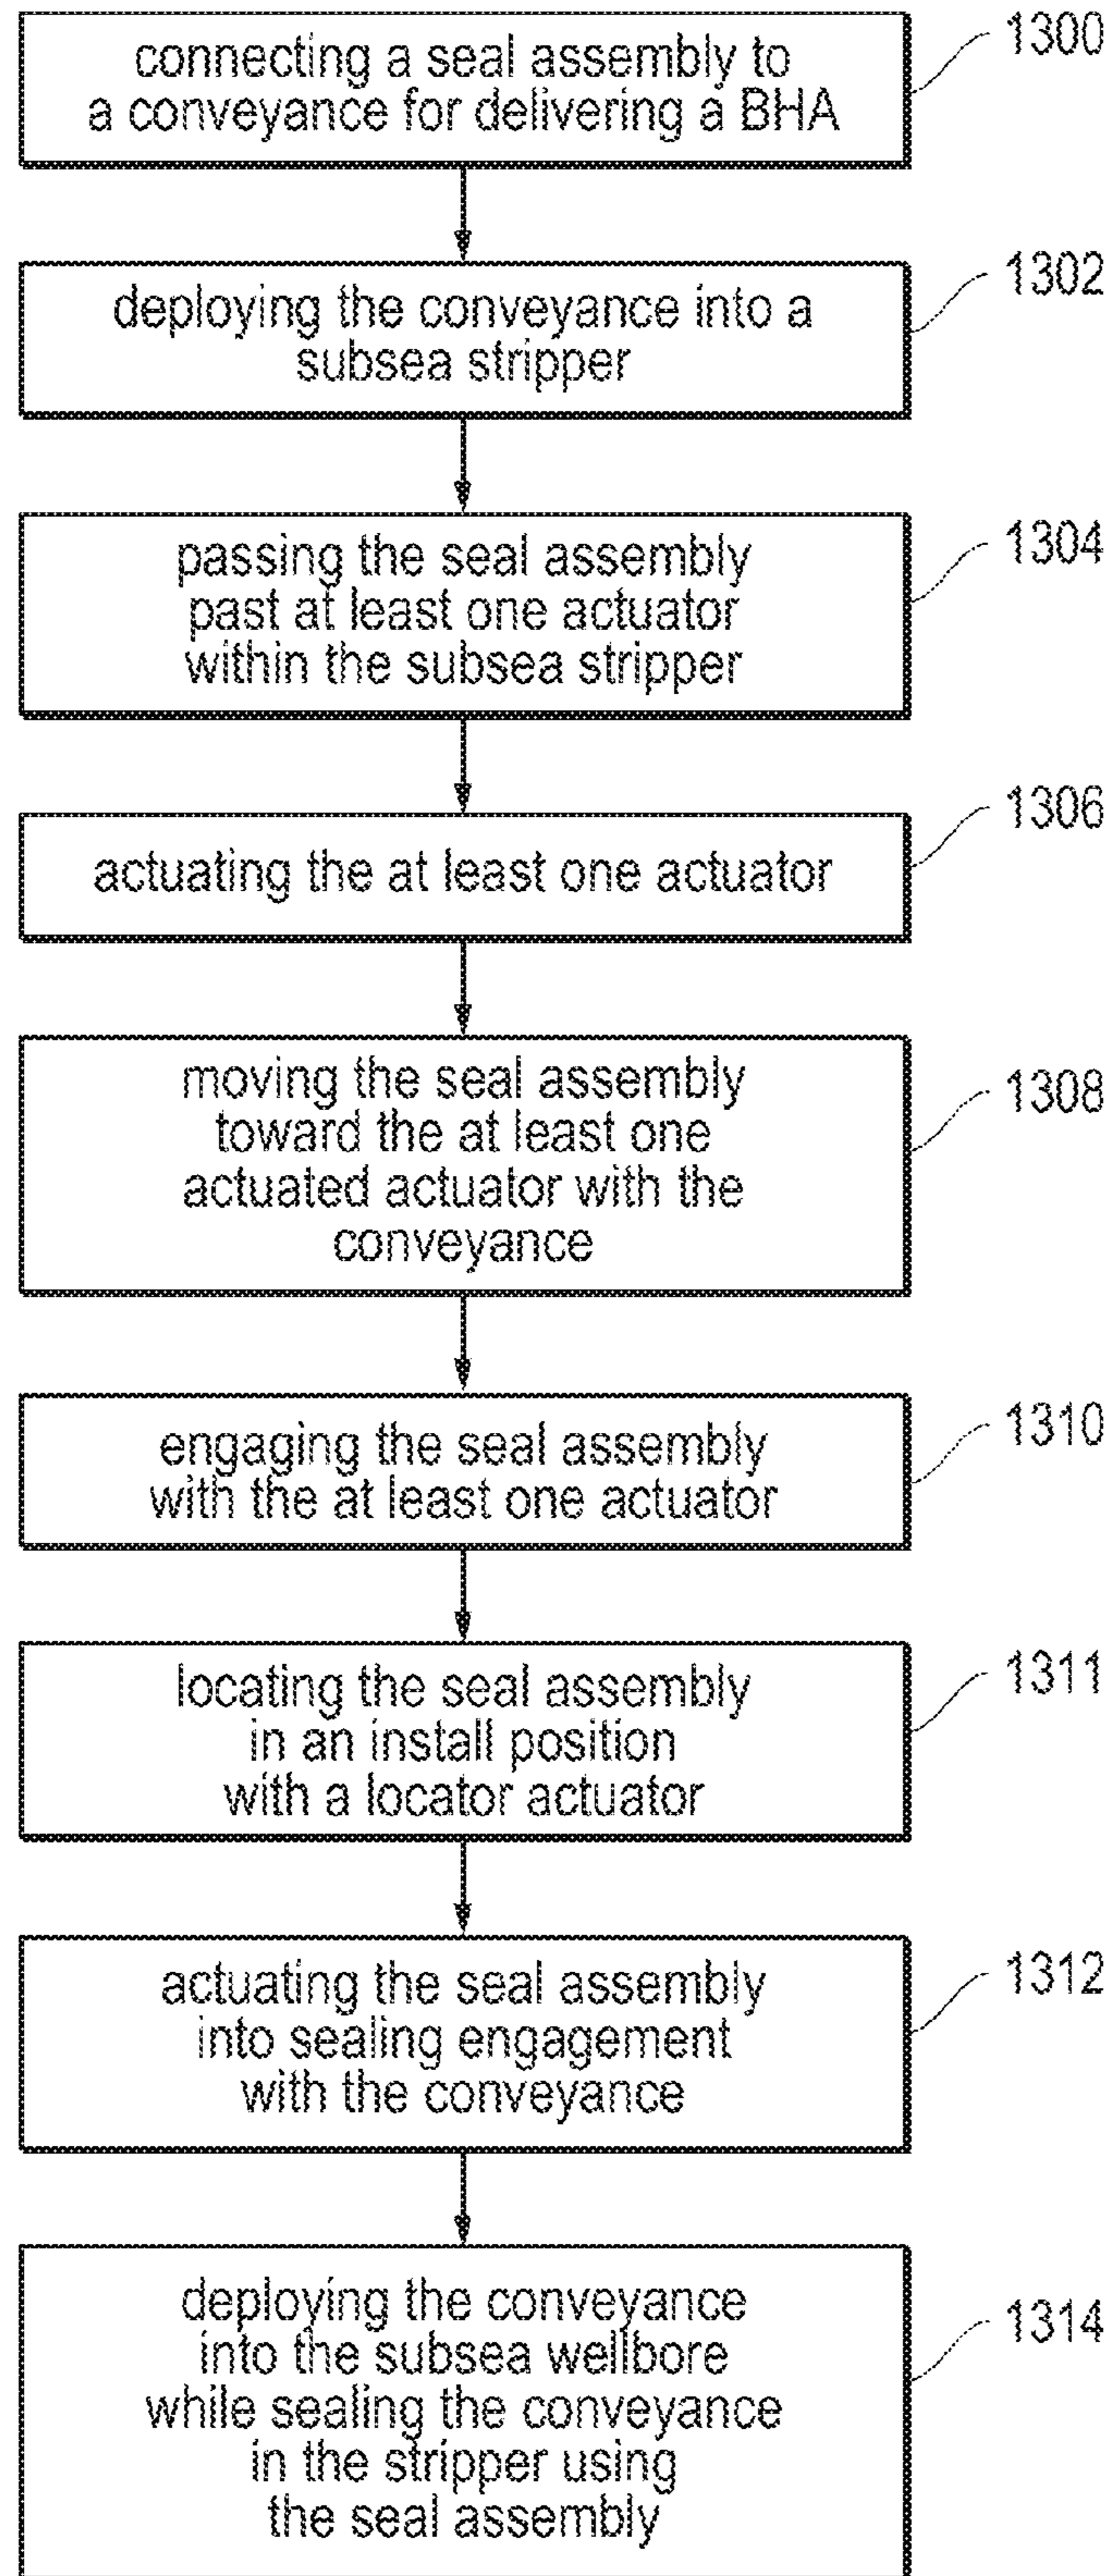 connecting a seal assembly to
a conveyance for delivering a BHA
1300
deploying the conveyance into a
subsea stripper
1302
passing the seal assembly
past at least one actuator
within the subsea stripper
1304
actuating the at least one actuator
1306
moving the seal assembly
toward the at least one
actuated actuator with the
conveyance
1308
engaging the seal assembly
with the at least one actuator
1310
locating the seal assembly
in an install position
with a locator actuator
1311
actuating the seal assembly
into sealing engagement
with the conveyance
1312
deploying the conveyance
into the subsea wellbore
while sealing the conveyance
in the stripper using
the seal assembly
1314